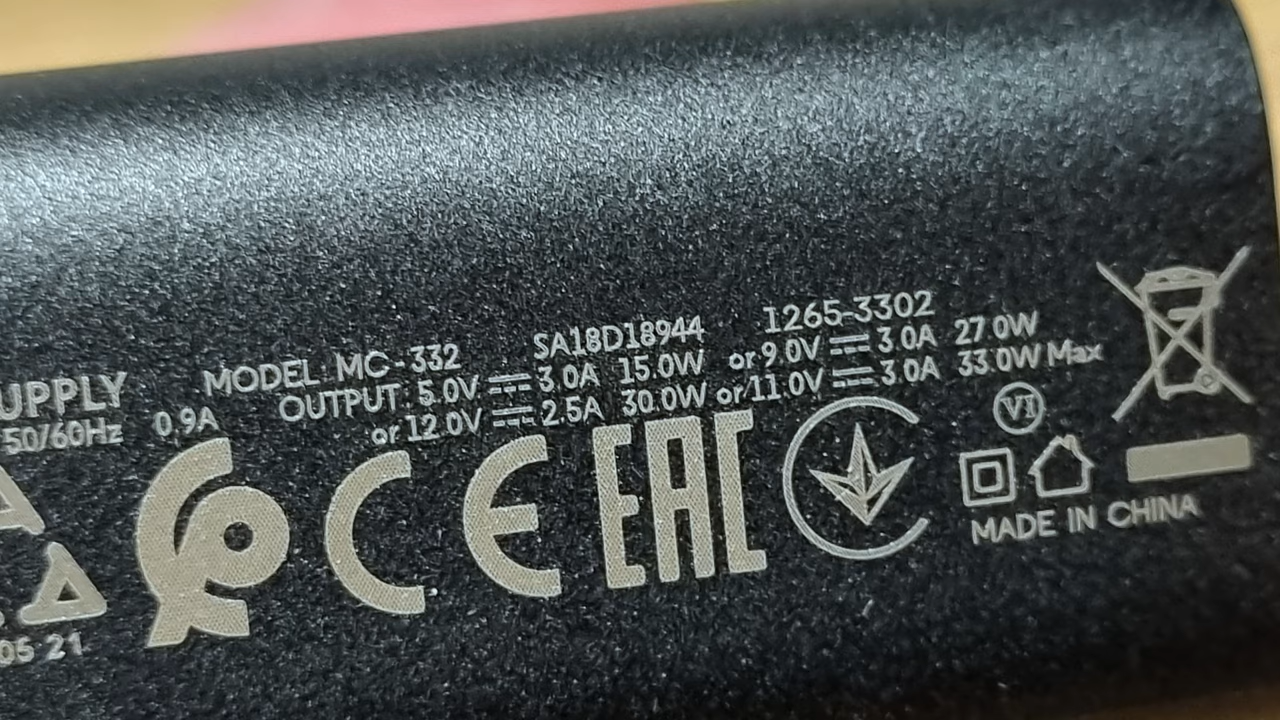 MODEL: MC-332 SA18D18944 1265-3302
UPPLY OUTPUT: 5.0V ⎓ 3.0A 15.0W or 9.0V ⎓ 3.0A 27.0W
50/60Hz 0.9A or 12.0V ⎓ 2.5A 30.0W or 11.0V ⎓ 3.0A 33.0W Max
VI
CE EAC
MADE IN CHINA
05 21